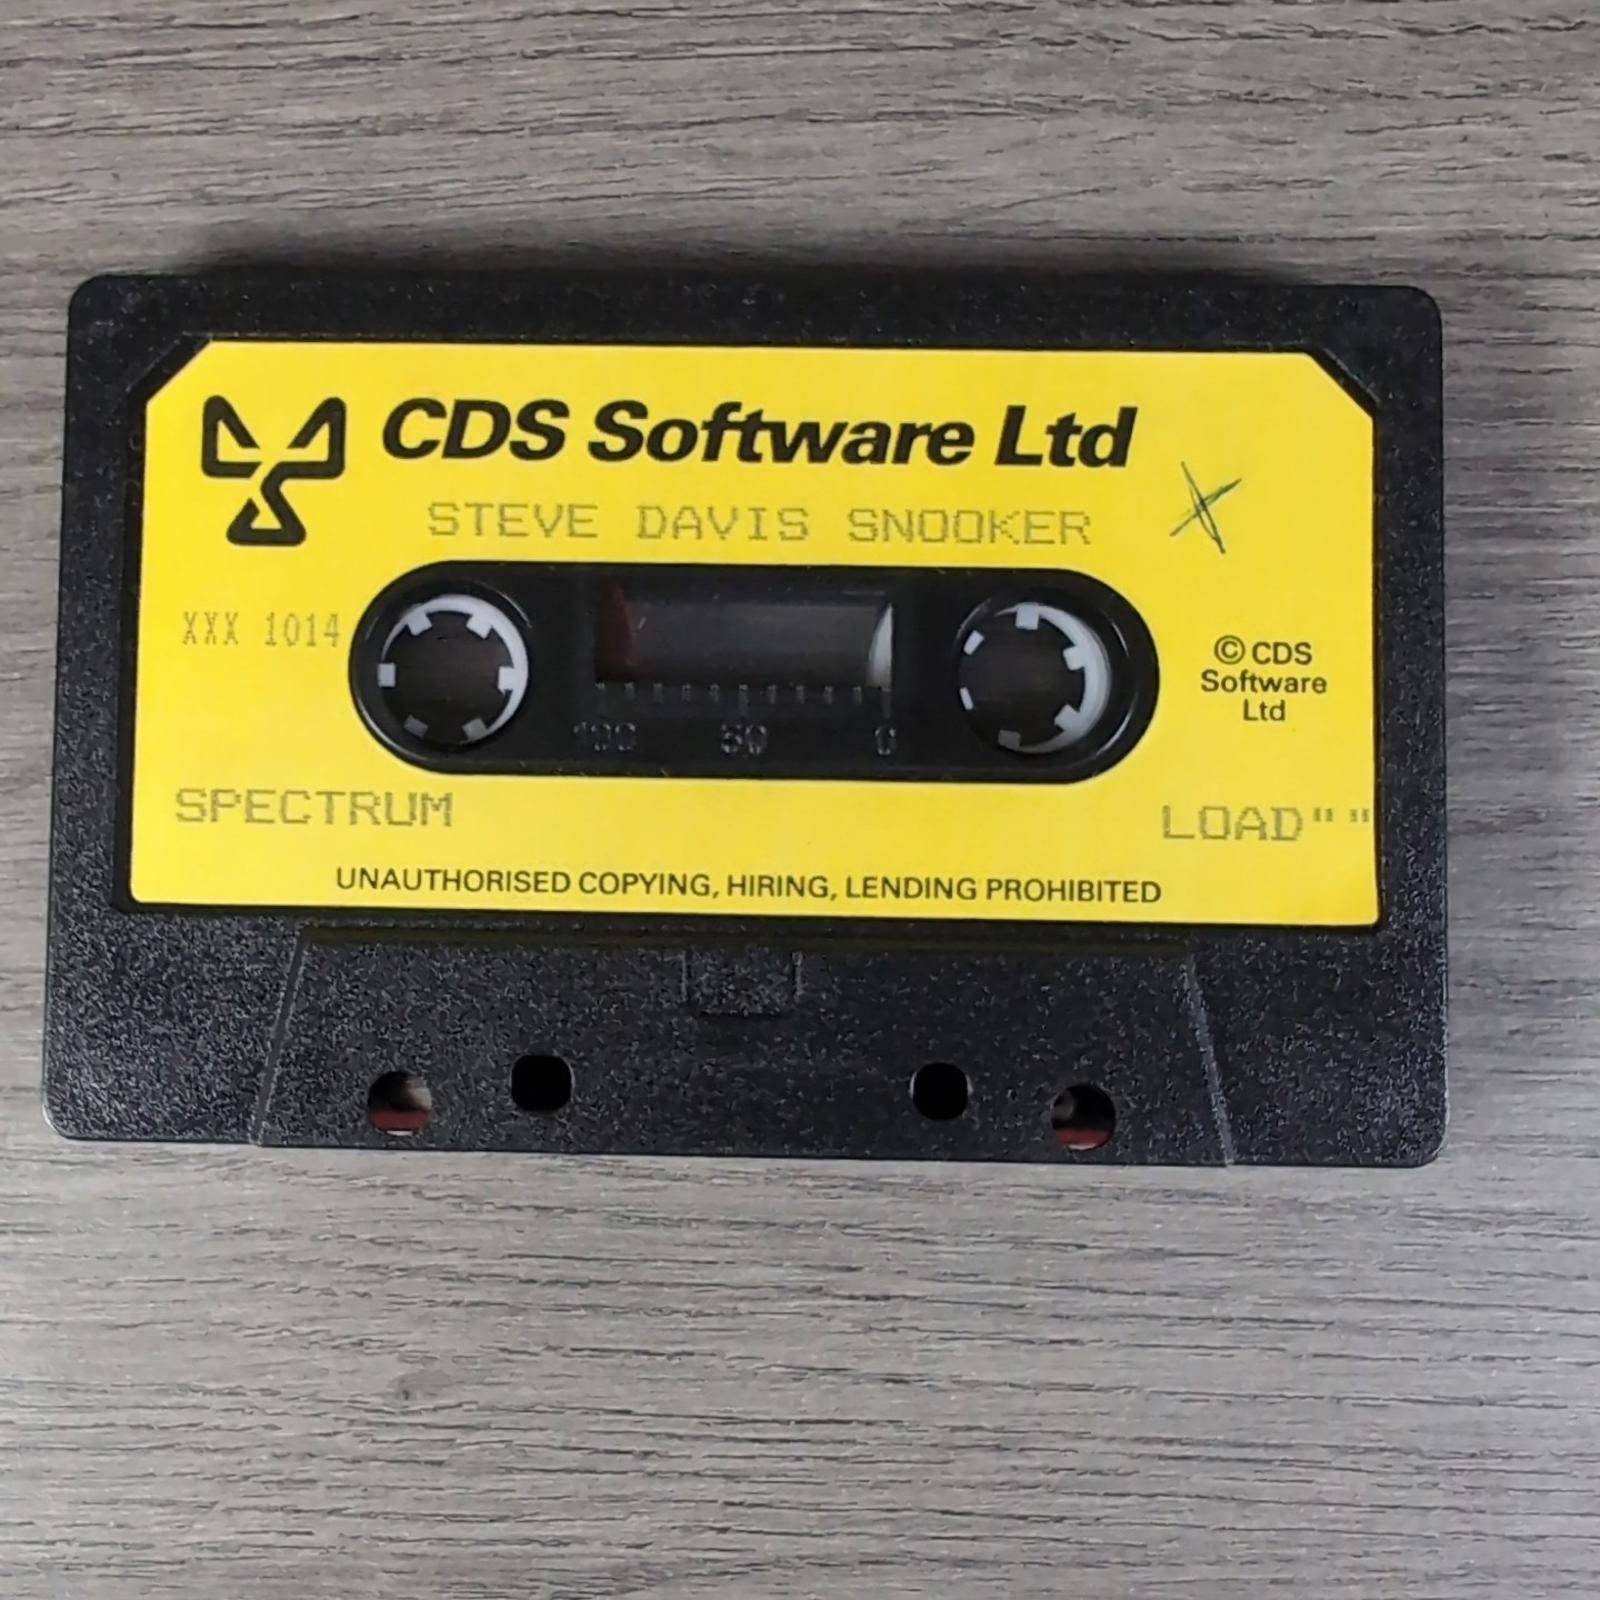 CDS Software Ltd
STEVE DAVIS SNOOKER
XXX 1014
100 50 0
© CDS
Software
Ltd
SPECTRUM
LOAD""
UNAUTHORISED COPYING, HIRING, LENDING PROHIBITED